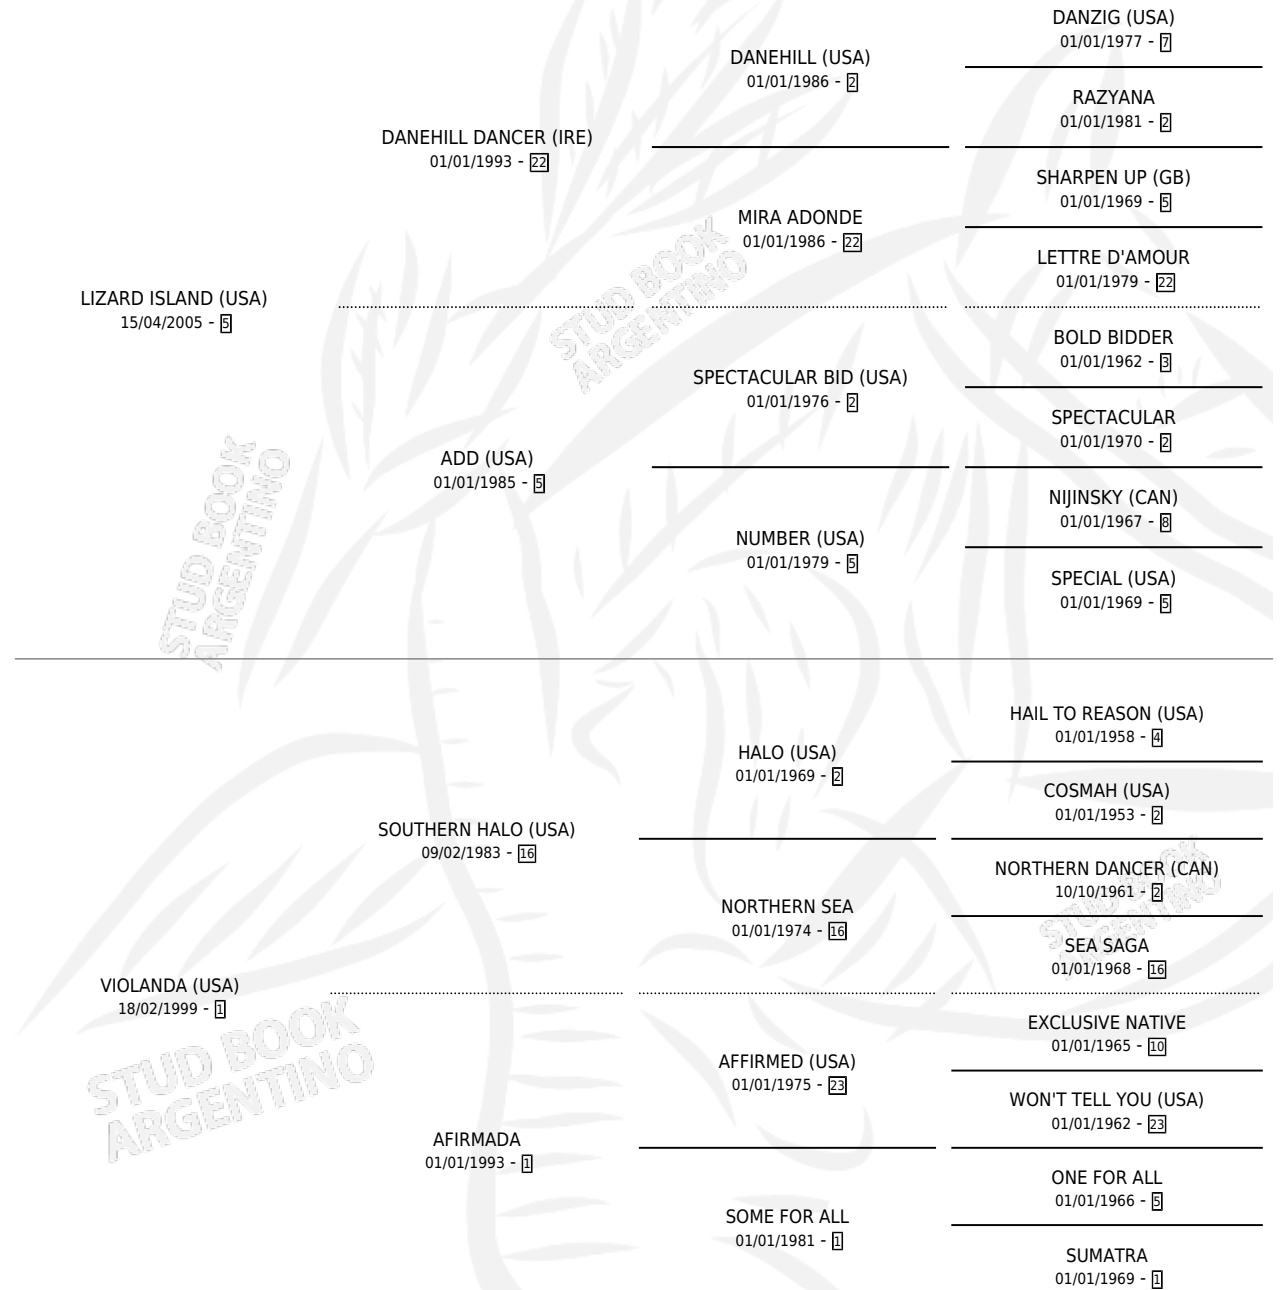 DANZIG (USA)
01/01/1977 - 7
DANEHILL (USA)
01/01/1986 - 2
RAZYANA
01/01/1981 - 2
DANEHILL DANCER (IRE)
01/01/1993 - 22
SHARPEN UP (GB)
01/01/1969 - 5
MIRA ADONDE
01/01/1986 - 22
LETTRE D'AMOUR
01/01/1979 - 22
LIZARD ISLAND (USA)
15/04/2005 - 5
STUD BOOK
ARGENTINO
BOLD BIDDER
01/01/1962 - 3
SPECTACULAR BID (USA)
01/01/1976 - 2
SPECTACULAR
01/01/1970 - 2
ADD (USA)
01/01/1985 - 5
NIJINSKY (CAN)
01/01/1967 - 8
NUMBER (USA)
01/01/1979 - 5
SPECIAL (USA)
01/01/1969 - 5
STUD BOOK
ARGENTINO
HAIL TO REASON (USA)
01/01/1958 - 4
HALO (USA)
01/01/1969 - 2
COSMAH (USA)
01/01/1953 - 2
SOUTHERN HALO (USA)
09/02/1983 - 16
NORTHERN DANCER (CAN)
10/10/1961 - 2
NORTHERN SEA
01/01/1974 - 16
STUD BOOK
ARGENTINO
SEA SAGA
01/01/1968 - 16
VIOLANDA (USA)
18/02/1999 - 1
EXCLUSIVE NATIVE
01/01/1965 - 10
AFFIRMED (USA)
01/01/1975 - 23
WON'T TELL YOU (USA)
01/01/1962 - 23
STUD BOOK
ARGENTINO
AFIRMADA
01/01/1993 - 1
ONE FOR ALL
01/01/1966 - 5
SOME FOR ALL
01/01/1981 - 1
SUMATRA
01/01/1969 - 1